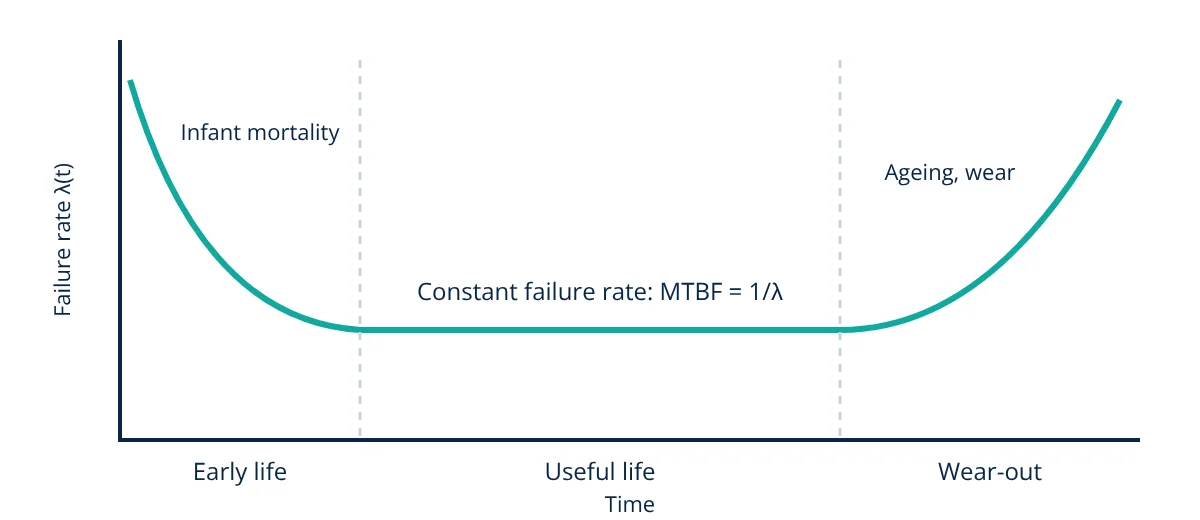 Infant mortality
Ageing, wear
Failure rate λ(t)
Constant failure rate: MTBF = 1/λ
Early life
Useful life
Wear-out
Time